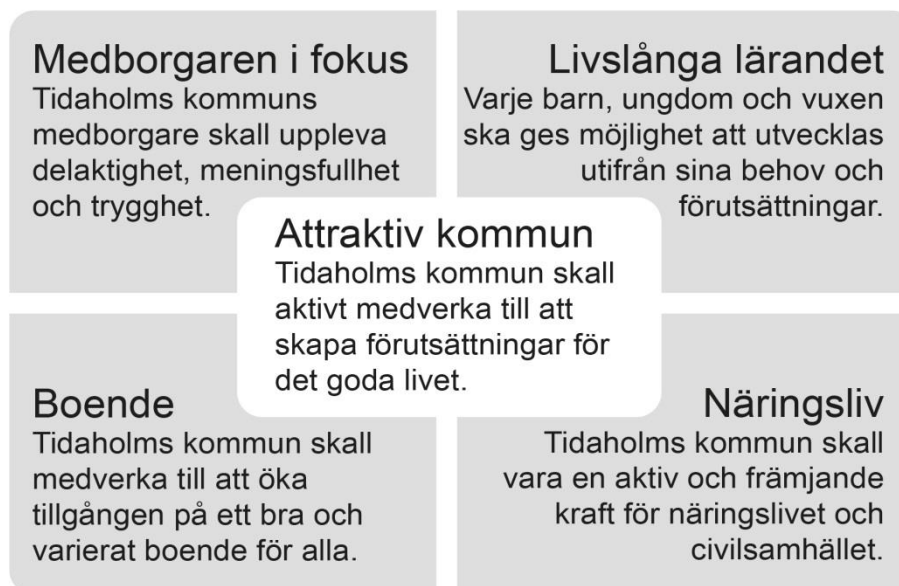 Medborgaren i fokus
Tidaholms kommuns
medborgare skall uppleva
delaktighet, meningsfullhet
och trygghet.
Livslånga lärandet
Varje barn, ungdom och vuxen
ska ges möjlighet att utvecklas
utifrån sina behov och
förutsättningar.
Attraktiv kommun
Tidaholms kommun skall
aktivt medverka till att
skapa förutsättningar för
det goda livet.
Boende
Tidaholms kommun skall
medverka till att öka
tillgången på ett bra och
varierat boende för alla.
Näringsliv
Tidaholms kommun skall
vara en aktiv och främjande
kraft för näringslivet och
civilsamhället.